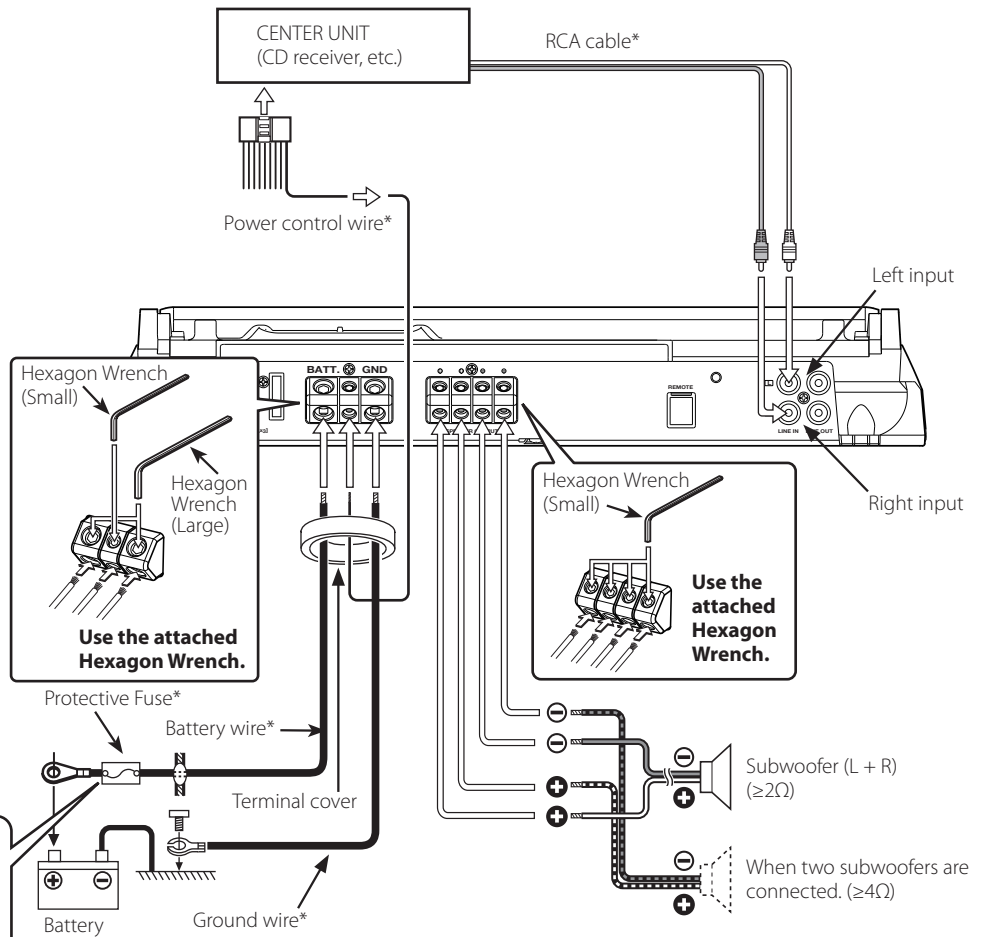 CENTER UNIT
(CD receiver, etc.)
RCA cable*
Power control wire*
Left input
Hexagon Wrench
(Small)
BATT.
GND
REMOTE
LINE IN
OUT
Hexagon
Wrench
(Large)
Hexagon Wrench
(Small)
Right input
Use the
attached
Hexagon
Wrench.
Use the attached
Hexagon Wrench.
Protective Fuse*
Battery wire*
Terminal cover
Subwoofer (L + R)
(≥2Ω)
When two subwoofers are
connected. (≥4Ω)
Battery
Ground wire*